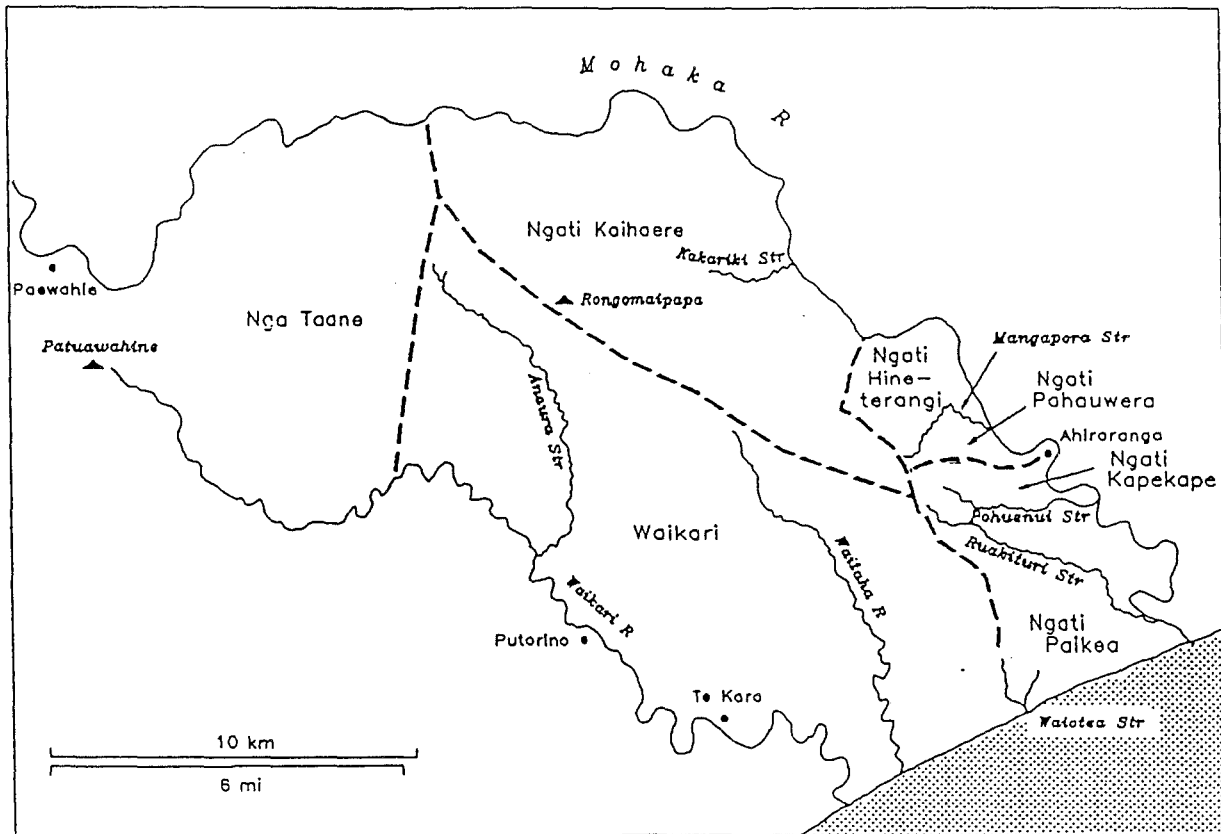 Mohaka R
Ngati Kaihaere
Kakariki Str
Paewahie
Rongomaipapa
Nga Taane
Patuawahine
Mangapora Str
Ngati
Hine-
terangi
Ngati
Pahauwera
Anaura Str
Ahiraranga
Ngati
Kapekape
Pohuenui Str
Waikari
Ruakituri Str
Waitaha R
Waikari R
Putorino
Ngati
Paikea
Te Kara
Waiotea Str
10 km
6 mi